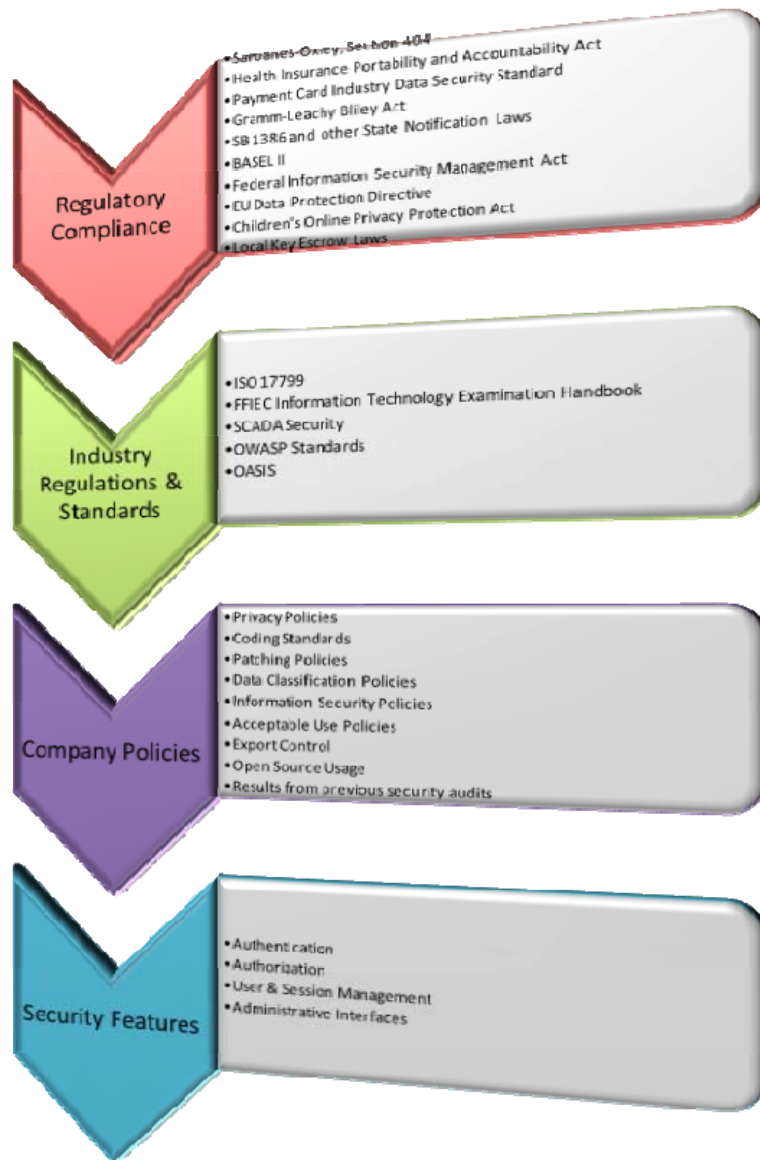 Regulatory
Compliance
•Sarbanes-Oxley, Section 404
•Health Insurance Portability and Accountability Act
•Payment Card Industry Data Security Standard
•Gramm-Leachy Bliley Act
•SB 1386 and other State Notification Laws
•BASEL II
•Federal Information Security Management Act
•EU Data Protection Directive
•Children's Online Privacy Protection Act
•Local Key Escrow Laws
Industry
Regulations &
Standards
•ISO 17799
•FFIEC Information Technology Examination Handbook
•SCADA Security
•OWASP Standards
•OASIS
Company Policies
•Privacy Policies
•Coding Standards
•Patching Policies
•Data Classification Policies
•Information Security Policies
•Acceptable Use Policies
•Export Control
•Open Source Usage
•Results from previous security audits
Security Features
•Authentication
•Authorization
•User & Session Management
•Administrative Interfaces